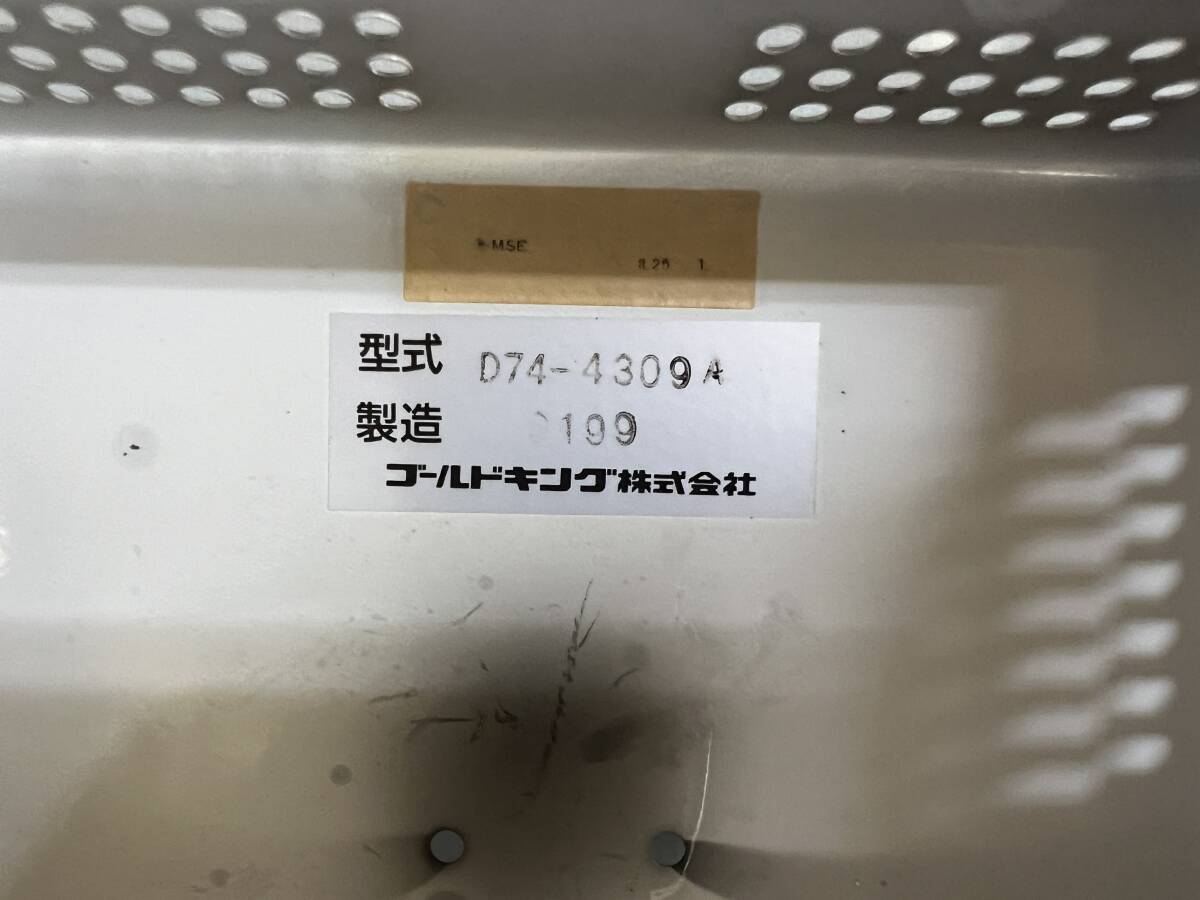 MSE
8.25 1.
型式 D74-4309A
製造 199
ゴールドキング株式会社